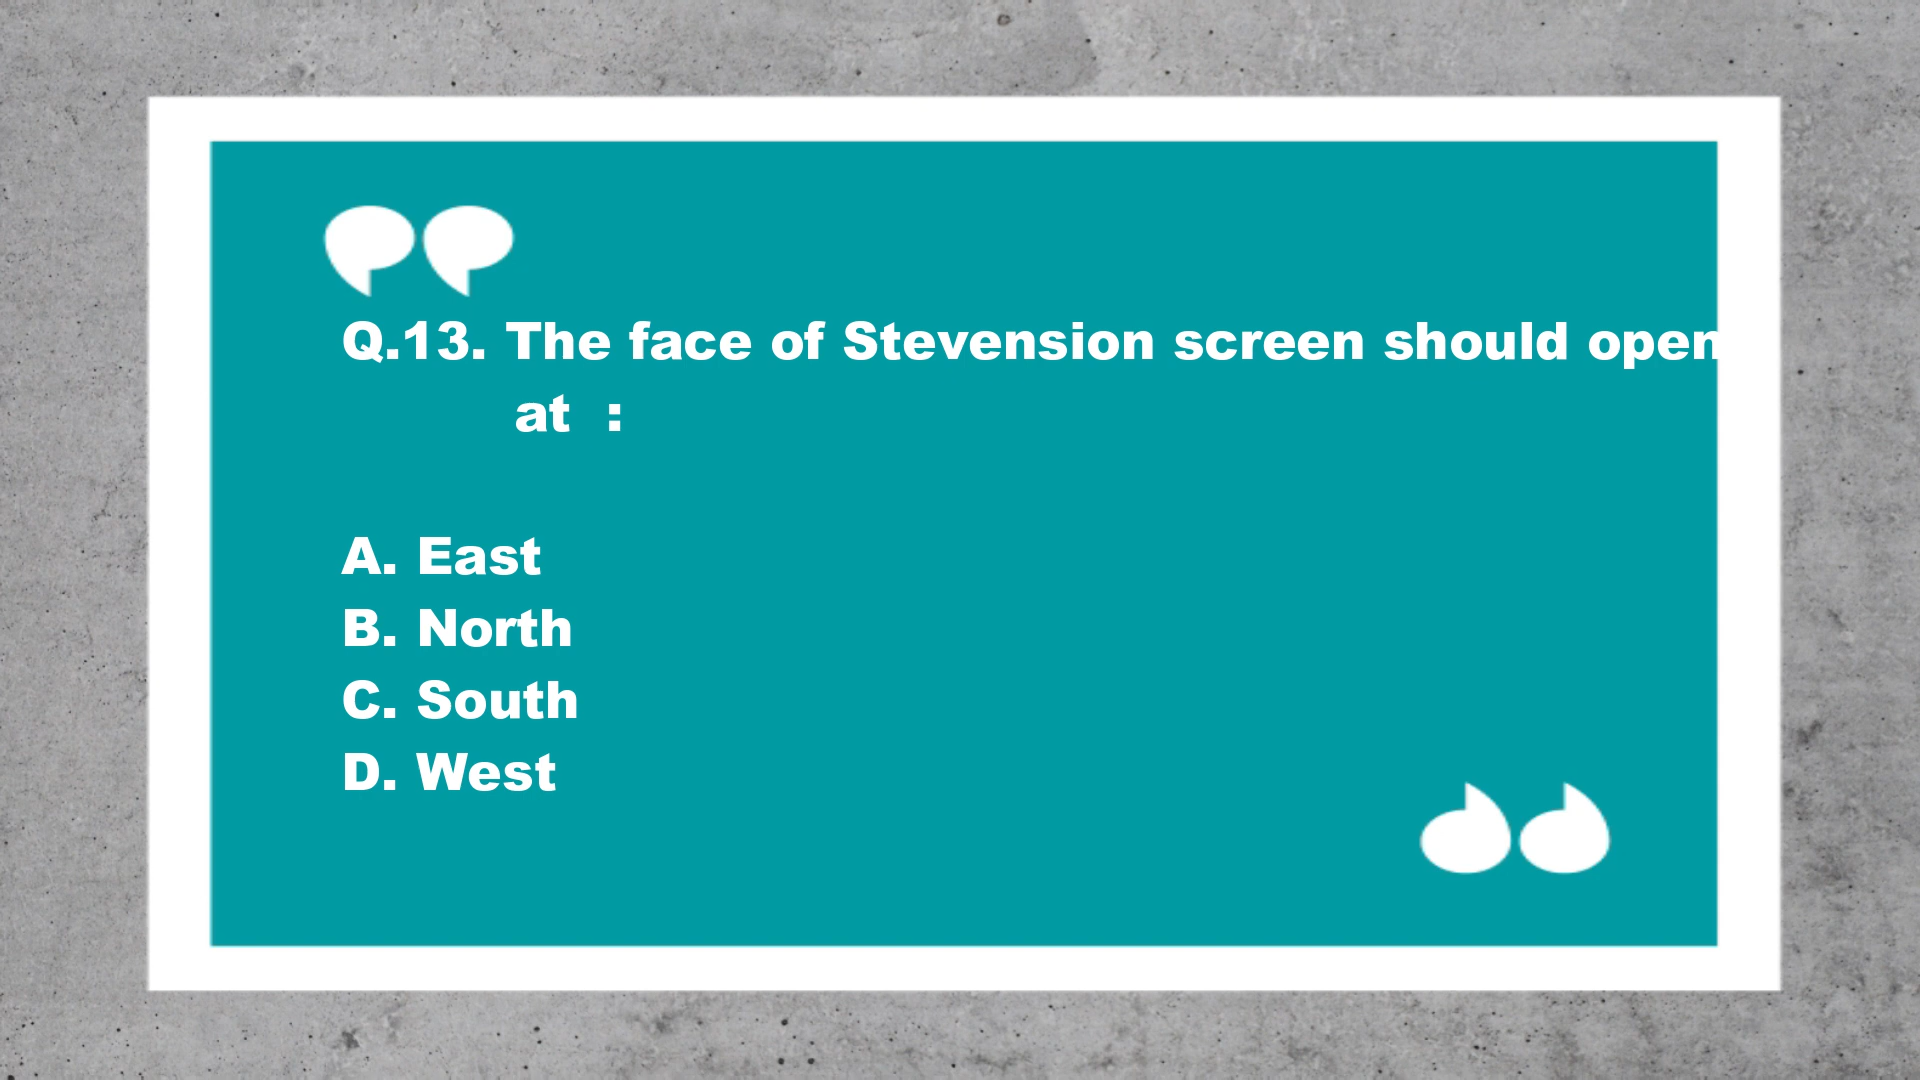 Q.13. The face of Stevension screen should open
at :
A. East
B. North
C. South
D. West